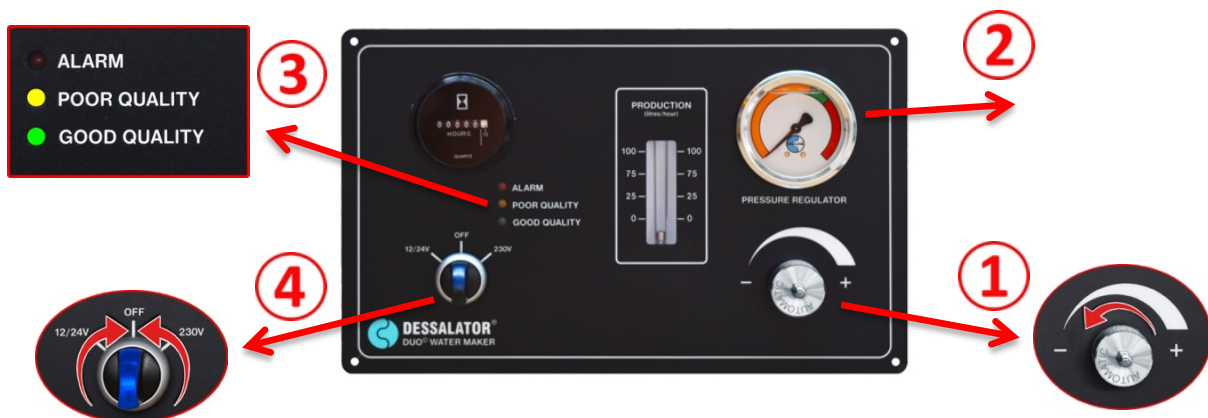 ALARM
POOR QUALITY
GOOD QUALITY
3
2
HOURS
QUARTZ
PRODUCTION
(litres/hour)
100 100
75 75
25 25
0 0
PRESSURE REGULATOR
ALARM
POOR QUALITY
GOOD QUALITY
OFF
12/24V 230V
- +
AUTOMATIC
DESSALATOR®
DUO© WATER MAKER
4
OFF
12/24V 230V
1
- +
AUTOMATIC